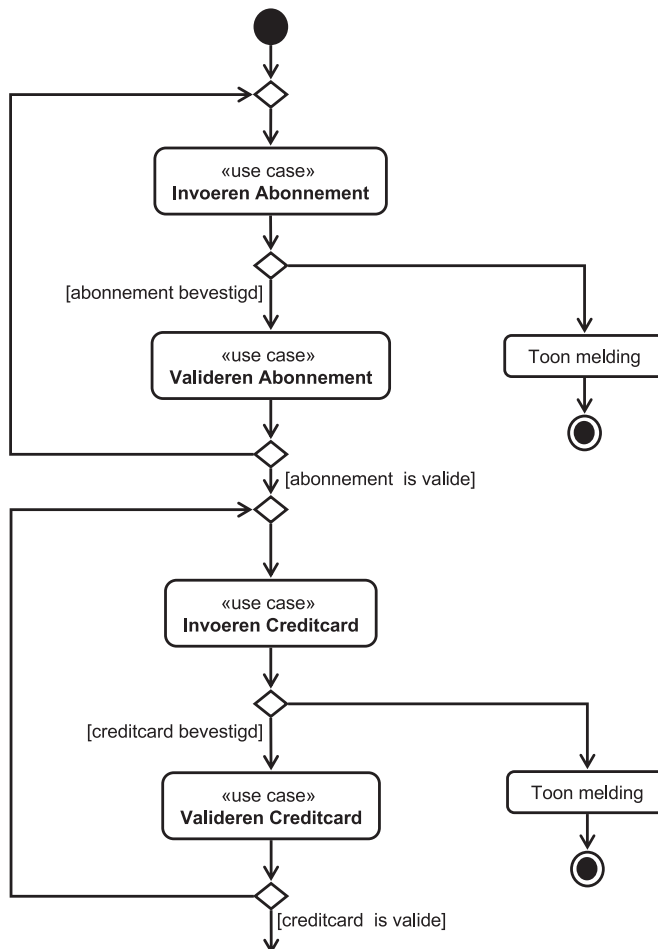 «use case»
Invoeren Abonnement
[abonnement bevestigd]
«use case»
Valideren Abonnement
Toon melding
[abonnement is valide]
«use case»
Invoeren Creditcard
[creditcard bevestigd]
«use case»
Valideren Creditcard
Toon melding
[creditcard is valide]